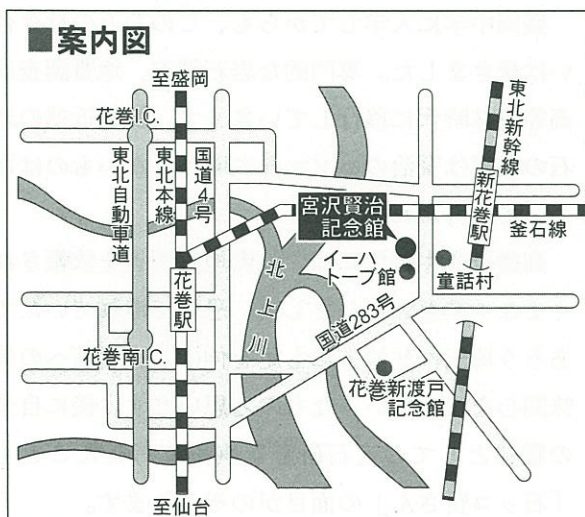 ■案内図
至盛岡
花巻I.C.
東北自動車道
東北本線
国道4号
東北新幹線
新花巻駅
宮沢賢治
記念館
釜石線
イーハ
トーブ館
童話村
花巻駅
北上川
国道283号
花巻南I.C.
花巻新渡戸
記念館
至仙台